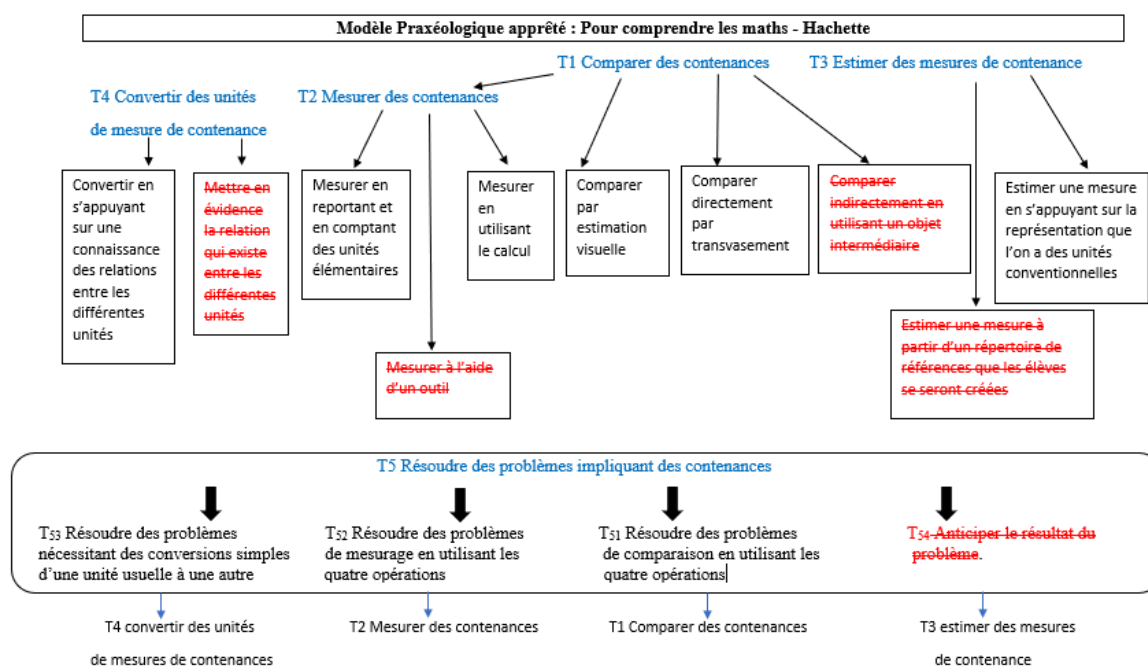 Modèle Praxéologique apprêté : Pour comprendre les maths - Hachette
T1 Comparer des contenances
T3 Estimer des mesures de contenance
T4 Convertir des unités
de mesure de contenance
T2 Mesurer des contenances
Convertir en
s'appuyant
sur une
connaissance
des relations
entre les
différentes
unités
Mettre en
évidence
la relation
qui existe
entre les
différentes
unités
Mesurer en
reportant et
en comptant
des unités
élémentaires
Mesurer
en
utilisant
le calcul
Comparer
par
estimation
visuelle
Comparer
directement
par
transvasement
Comparer
indirectement en
utilisant un objet
intermédiaire
Estimer une mesure
en s'appuyant sur la
représentation que
l'on a des unités
conventionnelles
Mesurer à l'aide
d'un outil
Estimer une mesure à
partir d'un répertoire de
références que les élèves
se seront créées
T5 Résoudre des problèmes impliquant des contenances
T53 Résoudre des problèmes
nécessitant des conversions simples
d'une unité usuelle à une autre
T52 Résoudre des problèmes
de mesurage en utilisant les
quatre opérations
T51 Résoudre des problèmes
de comparaison en utilisant les
quatre opérations
T54 Anticiper le résultat du
problème.
T4 convertir des unités
de mesures de contenances
T2 Mesurer des contenances
T1 Comparer des contenances
T3 estimer des mesures
de contenance